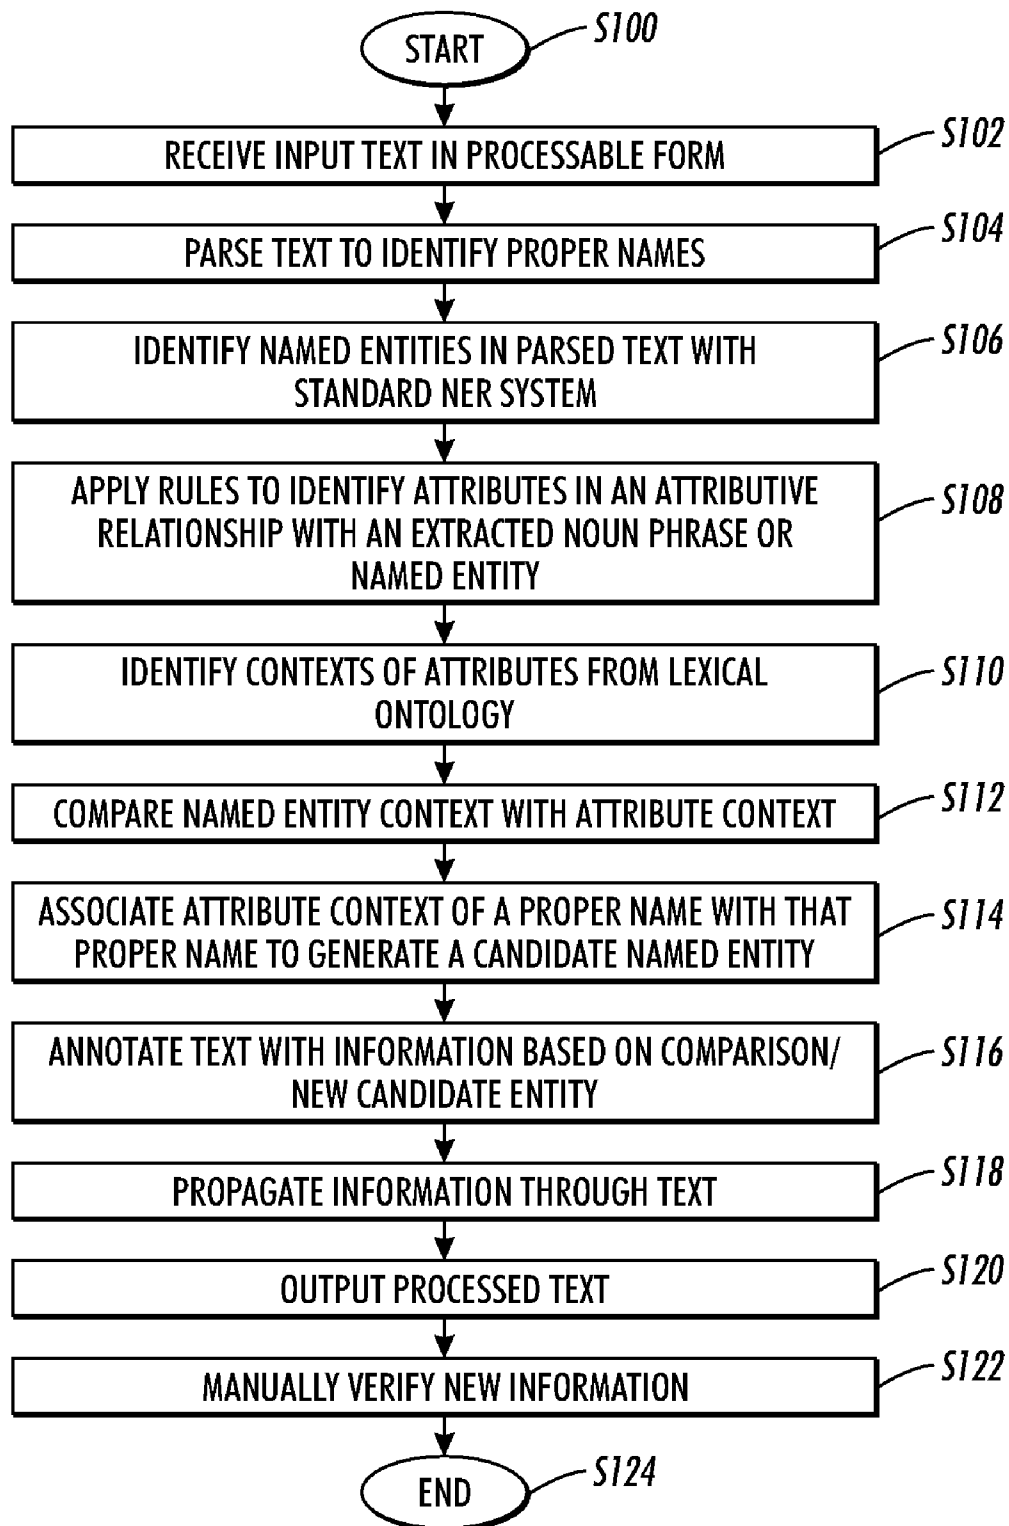 START
S100
RECEIVE INPUT TEXT IN PROCESSABLE FORM
S102
PARSE TEXT TO IDENTIFY PROPER NAMES
S104
IDENTIFY NAMED ENTITIES IN PARSED TEXT WITH
STANDARD NER SYSTEM
S106
APPLY RULES TO IDENTIFY ATTRIBUTES IN AN ATTRIBUTIVE
RELATIONSHIP WITH AN EXTRACTED NOUN PHRASE OR
NAMED ENTITY
S108
IDENTIFY CONTEXTS OF ATTRIBUTES FROM LEXICAL
ONTOLOGY
S110
COMPARE NAMED ENTITY CONTEXT WITH ATTRIBUTE CONTEXT
S112
ASSOCIATE ATTRIBUTE CONTEXT OF A PROPER NAME WITH THAT
PROPER NAME TO GENERATE A CANDIDATE NAMED ENTITY
S114
ANNOTATE TEXT WITH INFORMATION BASED ON COMPARISON/
NEW CANDIDATE ENTITY
S116
PROPAGATE INFORMATION THROUGH TEXT
S118
OUTPUT PROCESSED TEXT
S120
MANUALLY VERIFY NEW INFORMATION
S122
END
S124